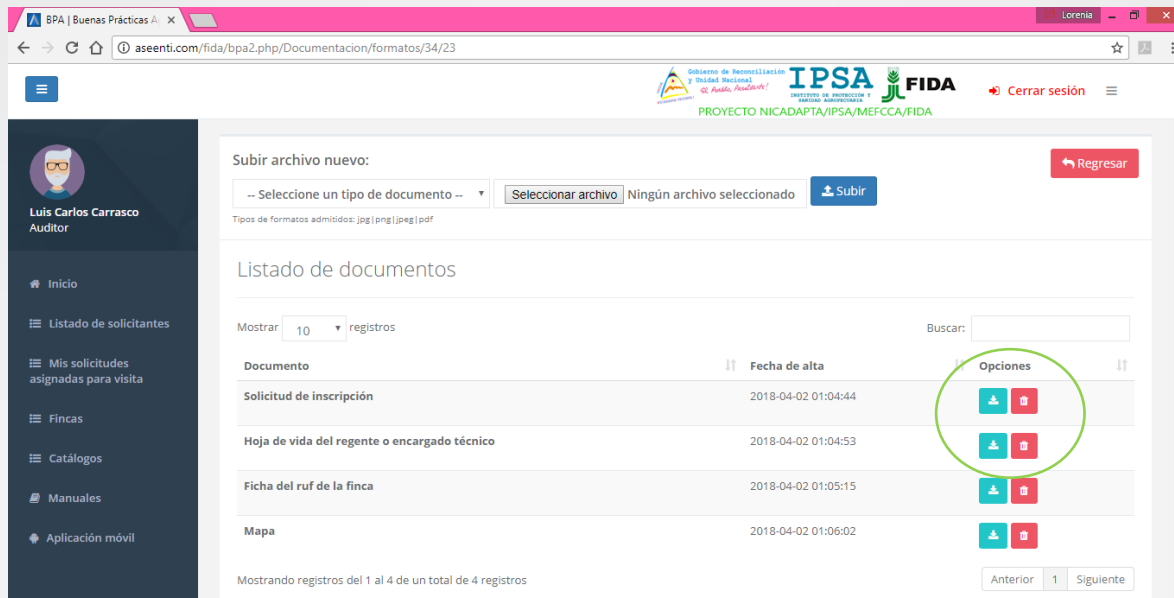 BPA | Buenas Prácticas A
Lorenia
aseenti.com/fida/bpa2.php/Documentacion/formatos/34/23
Gobierno de Reconciliación
y Unidad Nacional
El Pueblo, Presidente!
IPSA
INSTITUTO DE PROTECCIÓN Y
SANIDAD AGROPECUARIA
FIDA
PROYECTO NICADAPTA/IPSA/MEFCCA/FIDA
Cerrar sesión
Luis Carlos Carrasco
Auditor
Inicio
Listado de solicitantes
Mis solicitudes
asignadas para visita
Fincas
Catálogos
Manuales
Aplicación móvil
Subir archivo nuevo:
Regresar
-- Seleccione un tipo de documento --
Seleccionar archivo Ningún archivo seleccionado
Subir
Tipos de formatos admitidos: jpg|png|jpeg|pdf
Listado de documentos
Mostrar 10 registros
Buscar:
Documento Fecha de alta Opciones
Solicitud de inscripción 2018-04-02 01:04:44
Hoja de vida del regente o encargado técnico 2018-04-02 01:04:53
Ficha del ruf de la finca 2018-04-02 01:05:15
Mapa 2018-04-02 01:06:02
Mostrando registros del 1 al 4 de un total de 4 registros
Anterior 1 Siguiente